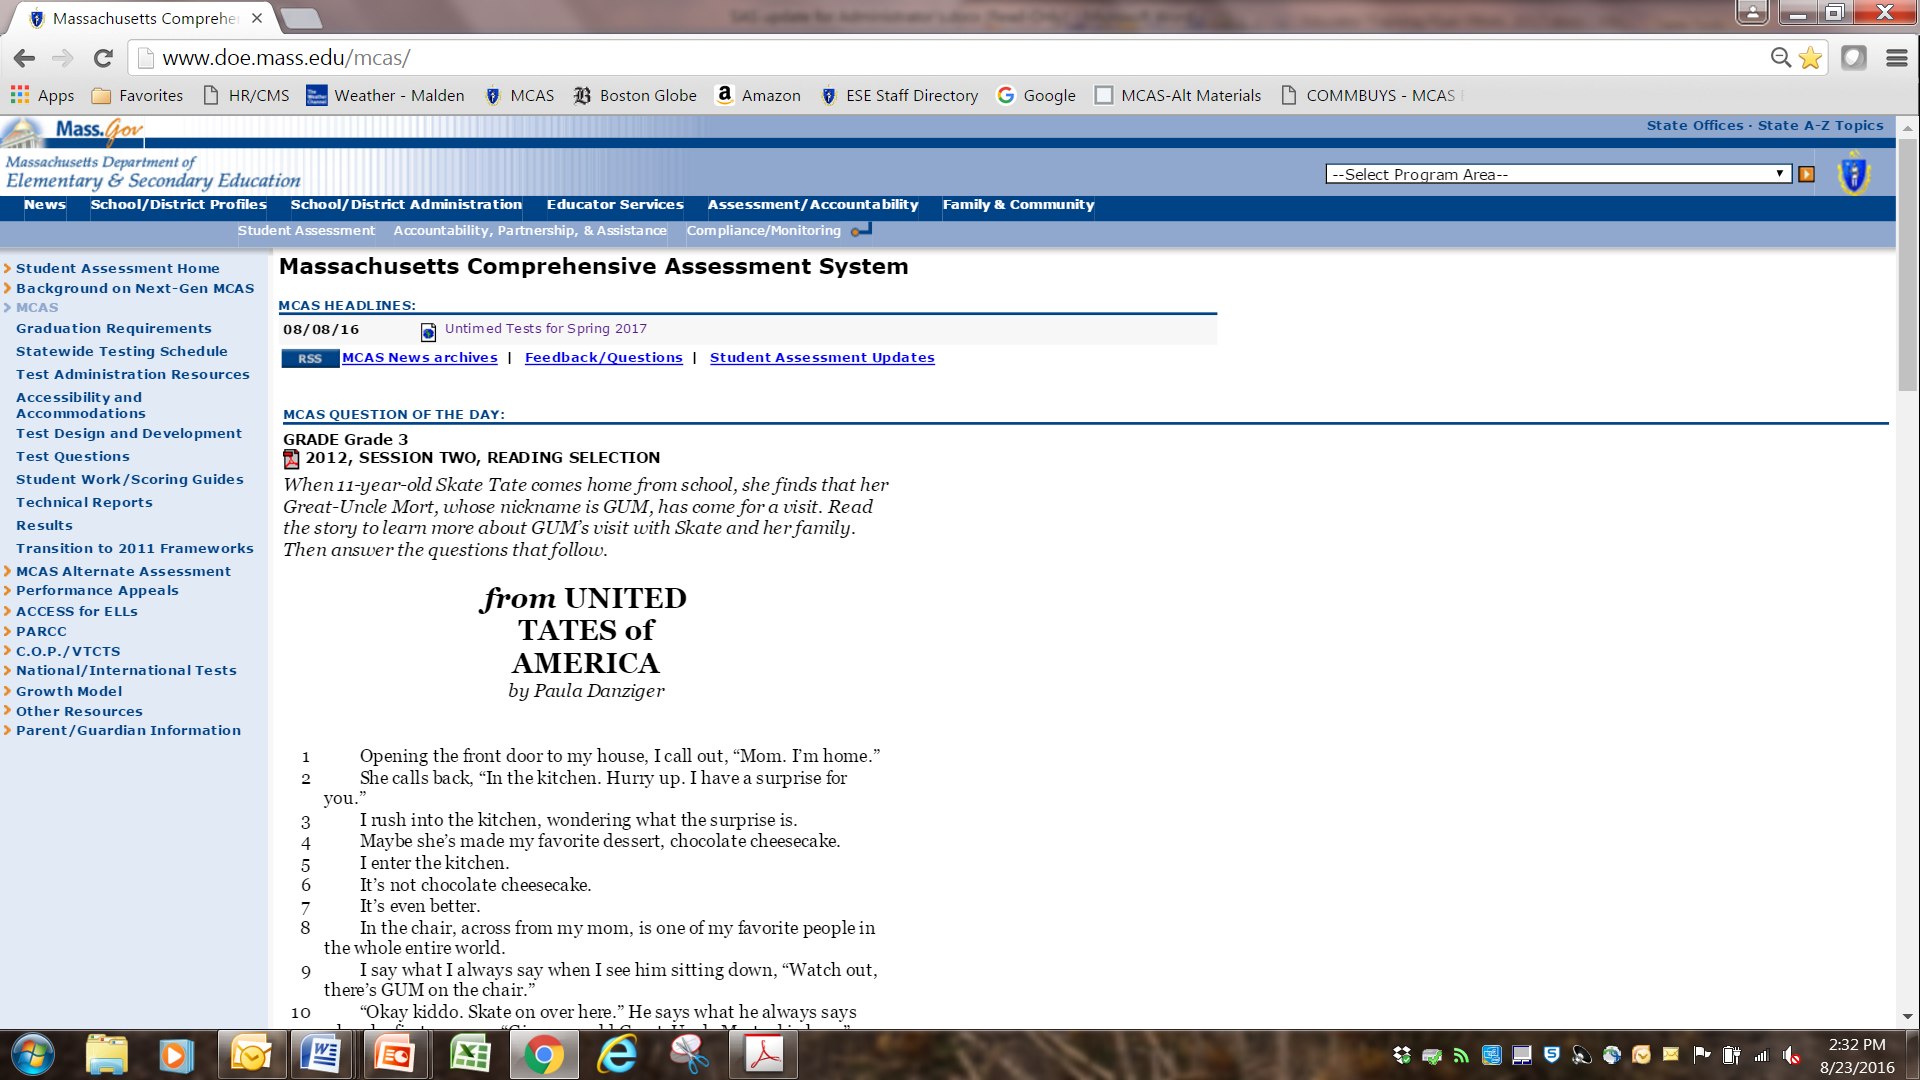 Massachusetts Comprehe
www.doe.mass.edu/mcas/
Apps Favorites HR/CMS Weather - Malden MCAS Boston Globe Amazon ESE Staff Directory Google MCAS-Alt Materials COMMBUYS - MCAS
Mass.Gov
State Offices · State A-Z Topics
Massachusetts Department of
Elementary & Secondary Education
--Select Program Area--
News School/District Profiles School/District Administration Educator Services Assessment/Accountability Family & Community
Student Assessment Accountability, Partnership, & Assistance Compliance/Monitoring
Student Assessment Home
Background on Next-Gen MCAS
MCAS
Graduation Requirements
Statewide Testing Schedule
Test Administration Resources
Accessibility and
Accommodations
Test Design and Development
Test Questions
Student Work/Scoring Guides
Technical Reports
Results
Transition to 2011 Frameworks
MCAS Alternate Assessment
Performance Appeals
ACCESS for ELLs
PARCC
C.O.P./VTCTS
National/International Tests
Growth Model
Other Resources
Parent/Guardian Information
Massachusetts Comprehensive Assessment System
MCAS HEADLINES:
08/08/16 Untimed Tests for Spring 2017
RSS MCAS News archives | Feedback/Questions | Student Assessment Updates
MCAS QUESTION OF THE DAY:
GRADE Grade 3
2012, SESSION TWO, READING SELECTION
When 11-year-old Skate Tate comes home from school, she finds that her
Great-Uncle Mort, whose nickname is GUM, has come for a visit. Read
the story to learn more about GUM’s visit with Skate and her family.
Then answer the questions that follow.
from UNITED
TATES of
AMERICA
by Paula Danziger
1 Opening the front door to my house, I call out, “Mom. I’m home.”
2 She calls back, “In the kitchen. Hurry up. I have a surprise for
you.”
3 I rush into the kitchen, wondering what the surprise is.
4 Maybe she’s made my favorite dessert, chocolate cheesecake.
5 I enter the kitchen.
6 It’s not chocolate cheesecake.
7 It’s even better.
8 In the chair, across from my mom, is one of my favorite people in
the whole entire world.
9 I say what I always say when I see him sitting down, “Watch out,
there’s GUM on the chair.”
10 “Okay kiddo. Skate on over here.” He says what he always says
2:32 PM
8/23/2016